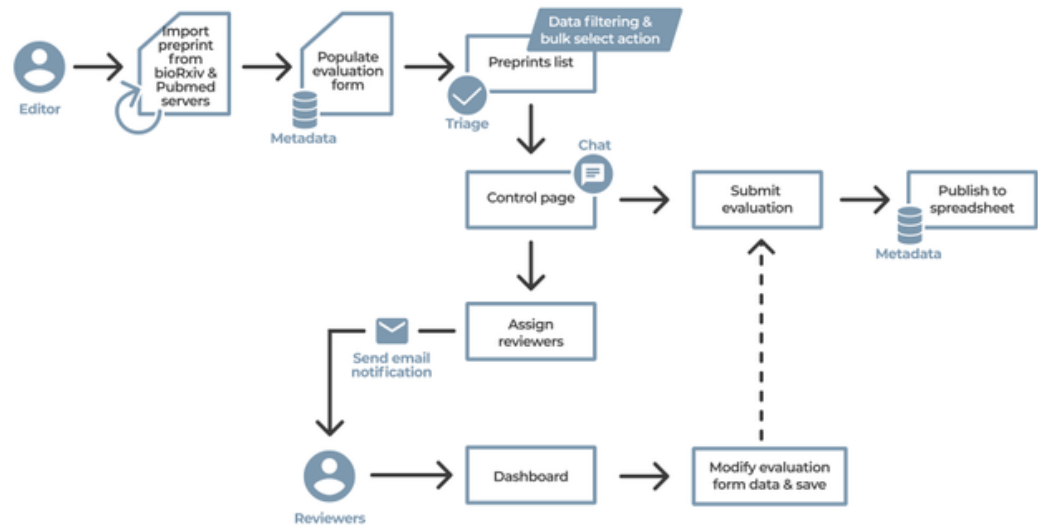 Data filtering &
bulk select action
Import
preprint
from
bioRxiv &
Pubmed
servers
Populate
evaluation
form
Preprints list
Editor
Metadata
Triage
Chat
Control page
Submit
evaluation
Publish to
spreadsheet
Metadata
Assign
reviewers
Send email
notification
Dashboard
Modify evaluation
form data & save
Reviewers